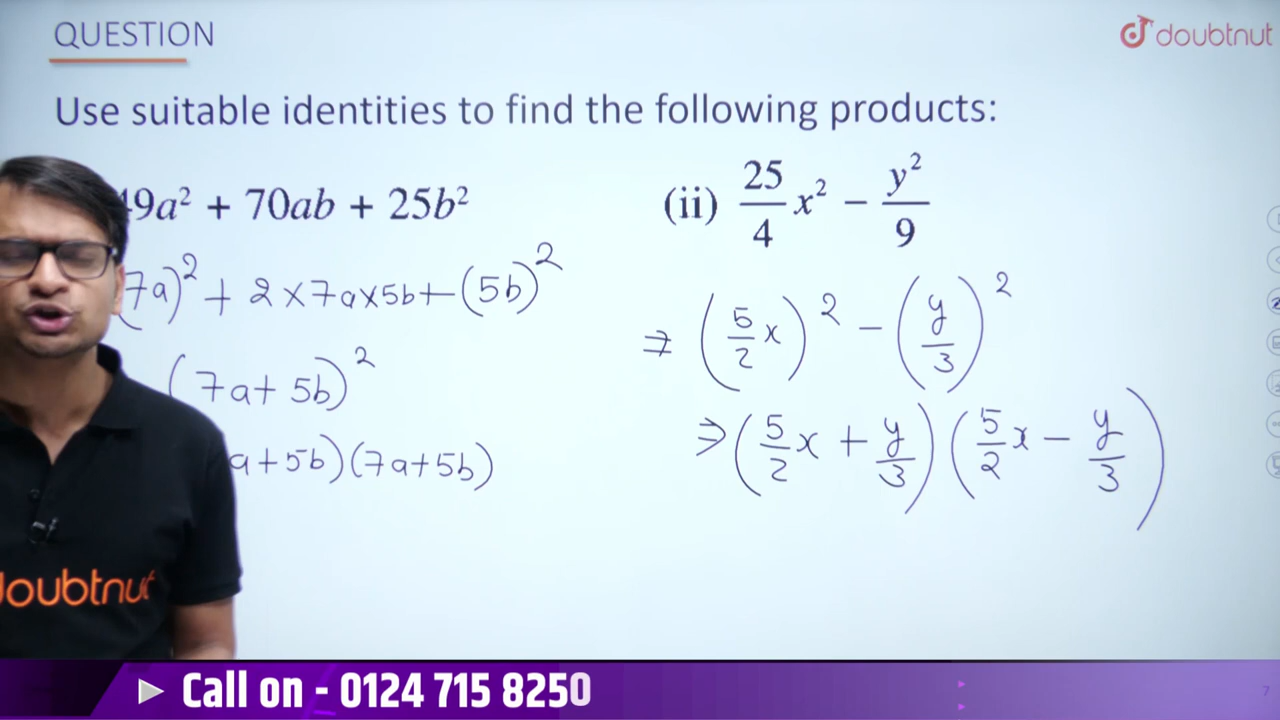 QUESTION
doubtnut
Use suitable identities to find the following products:
49a² + 70ab + 25b²
(ii) 25/4 x² − y²/9
(7a)² + 2×7a×5b+(5b)²
⇒ (5/2 x)² − (y/3)²
(7a+5b)²
⇒ (5/2 x + y/3)(5/2 x − y/3)
a+5b)(7a+5b)
doubtnut
Call on - 0124 715 8250
7